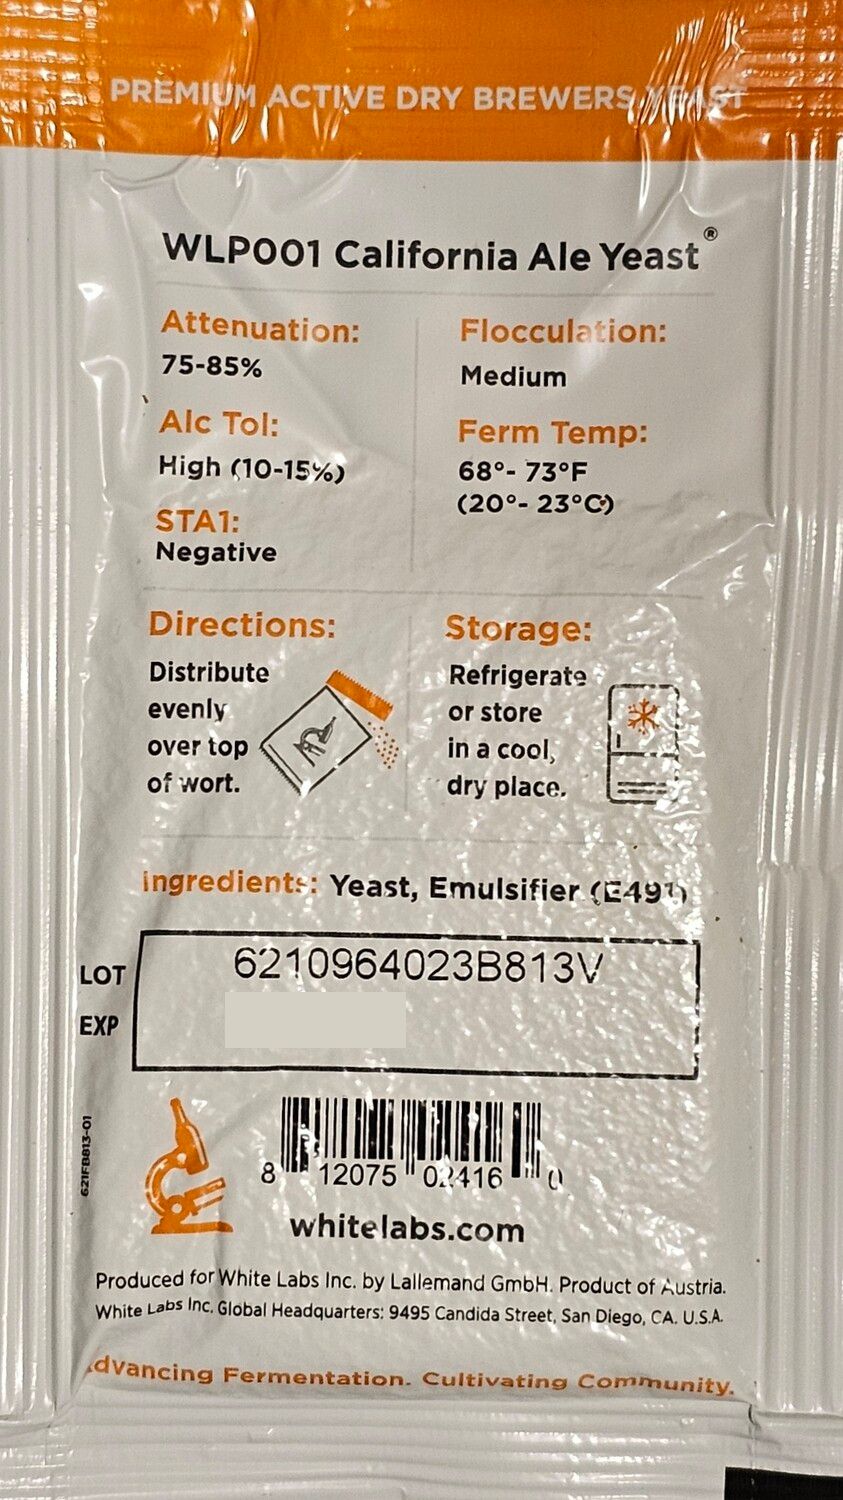 PREMIUM ACTIVE DRY BREWERS YEAST
WLP001 California Ale Yeast®
Attenuation:
75-85%
Flocculation:
Medium
Alc Tol:
High (10-15%)
Ferm Temp:
68°- 73°F
(20°- 23°C)
STA1:
Negative
Directions:
Distribute
evenly
over top
of wort.
Storage:
Refrigerate
or store
in a cool,
dry place.
Ingredients: Yeast, Emulsifier (E491)
LOT 6210964023B813V
EXP
621FB813-01
8 12075 02416 0
whitelabs.com
Produced for White Labs Inc. by Lallemand GmbH. Product of Austria.
White Labs Inc. Global Headquarters: 9495 Candida Street, San Diego, CA. U.S.A.
Advancing Fermentation. Cultivating Community.